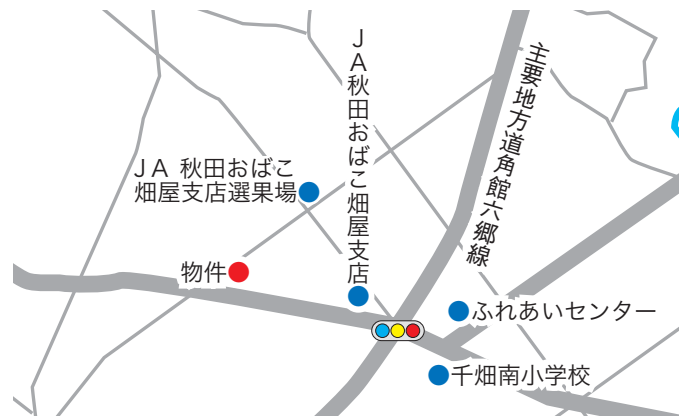 JA秋田おばこ畑屋支店
主要地方道角館六郷線
JA 秋田おばこ
畑屋支店選果場
物件
ふれあいセンター
千畑南小学校